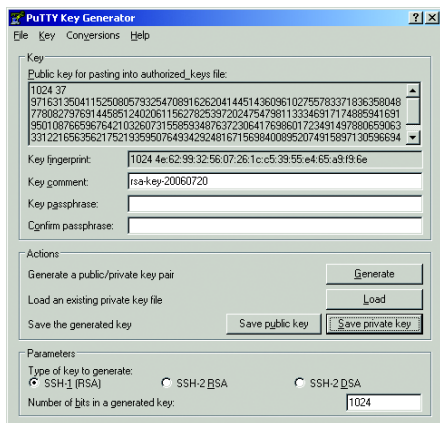 PuTTY Key Generator
File Key Conversions Help
Key
Public key for pasting into authorized_keys file:
1024 37
Key fingerprint: 1024 4e:62:99:32:56:07:26:1c:c5:39:55:e4:65:a9:f9:6e
Key comment: rsa-key-20060720
Key passphrase:
Confirm passphrase:
Actions
Generate a public/private key pair Generate
Load an existing private key file Load
Save the generated key Save public key Save private key
Parameters
Type of key to generate:
SSH-1 (RSA) SSH-2 RSA SSH-2 DSA
Number of bits in a generated key: 1024